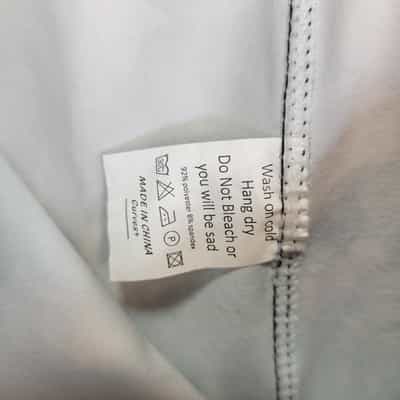 Wash on cold
Hang dry
Do Not Bleach or
you will be sad
92% polyester 8% spandex
P
MADE IN CHINA
Curvers+